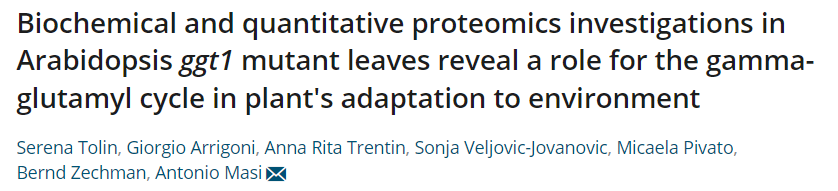 Biochemical and quantitative proteomics investigations in
Arabidopsis ggt1 mutant leaves reveal a role for the gamma-
glutamyl cycle in plant's adaptation to environment
Serena Tolin, Giorgio Arrigoni, Anna Rita Trentin, Sonja Veljovic-Jovanovic, Micaela Pivato,
Bernd Zechman, Antonio Masi